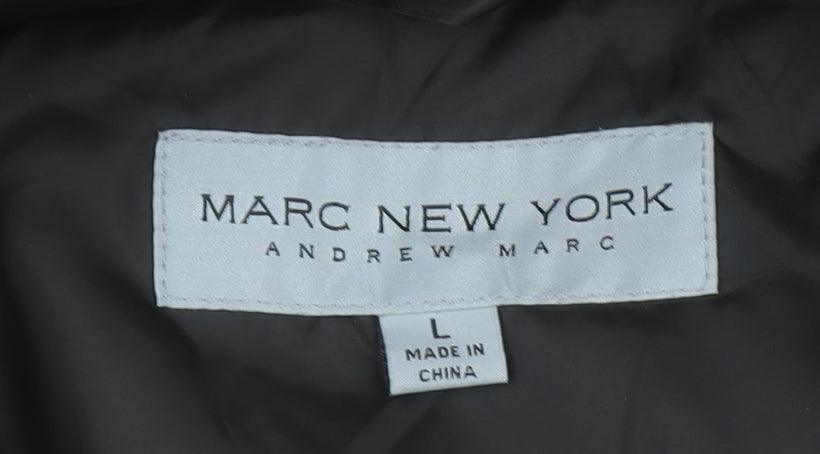 MARC NEW YORK
ANDREW MARC
L
MADE IN
CHINA